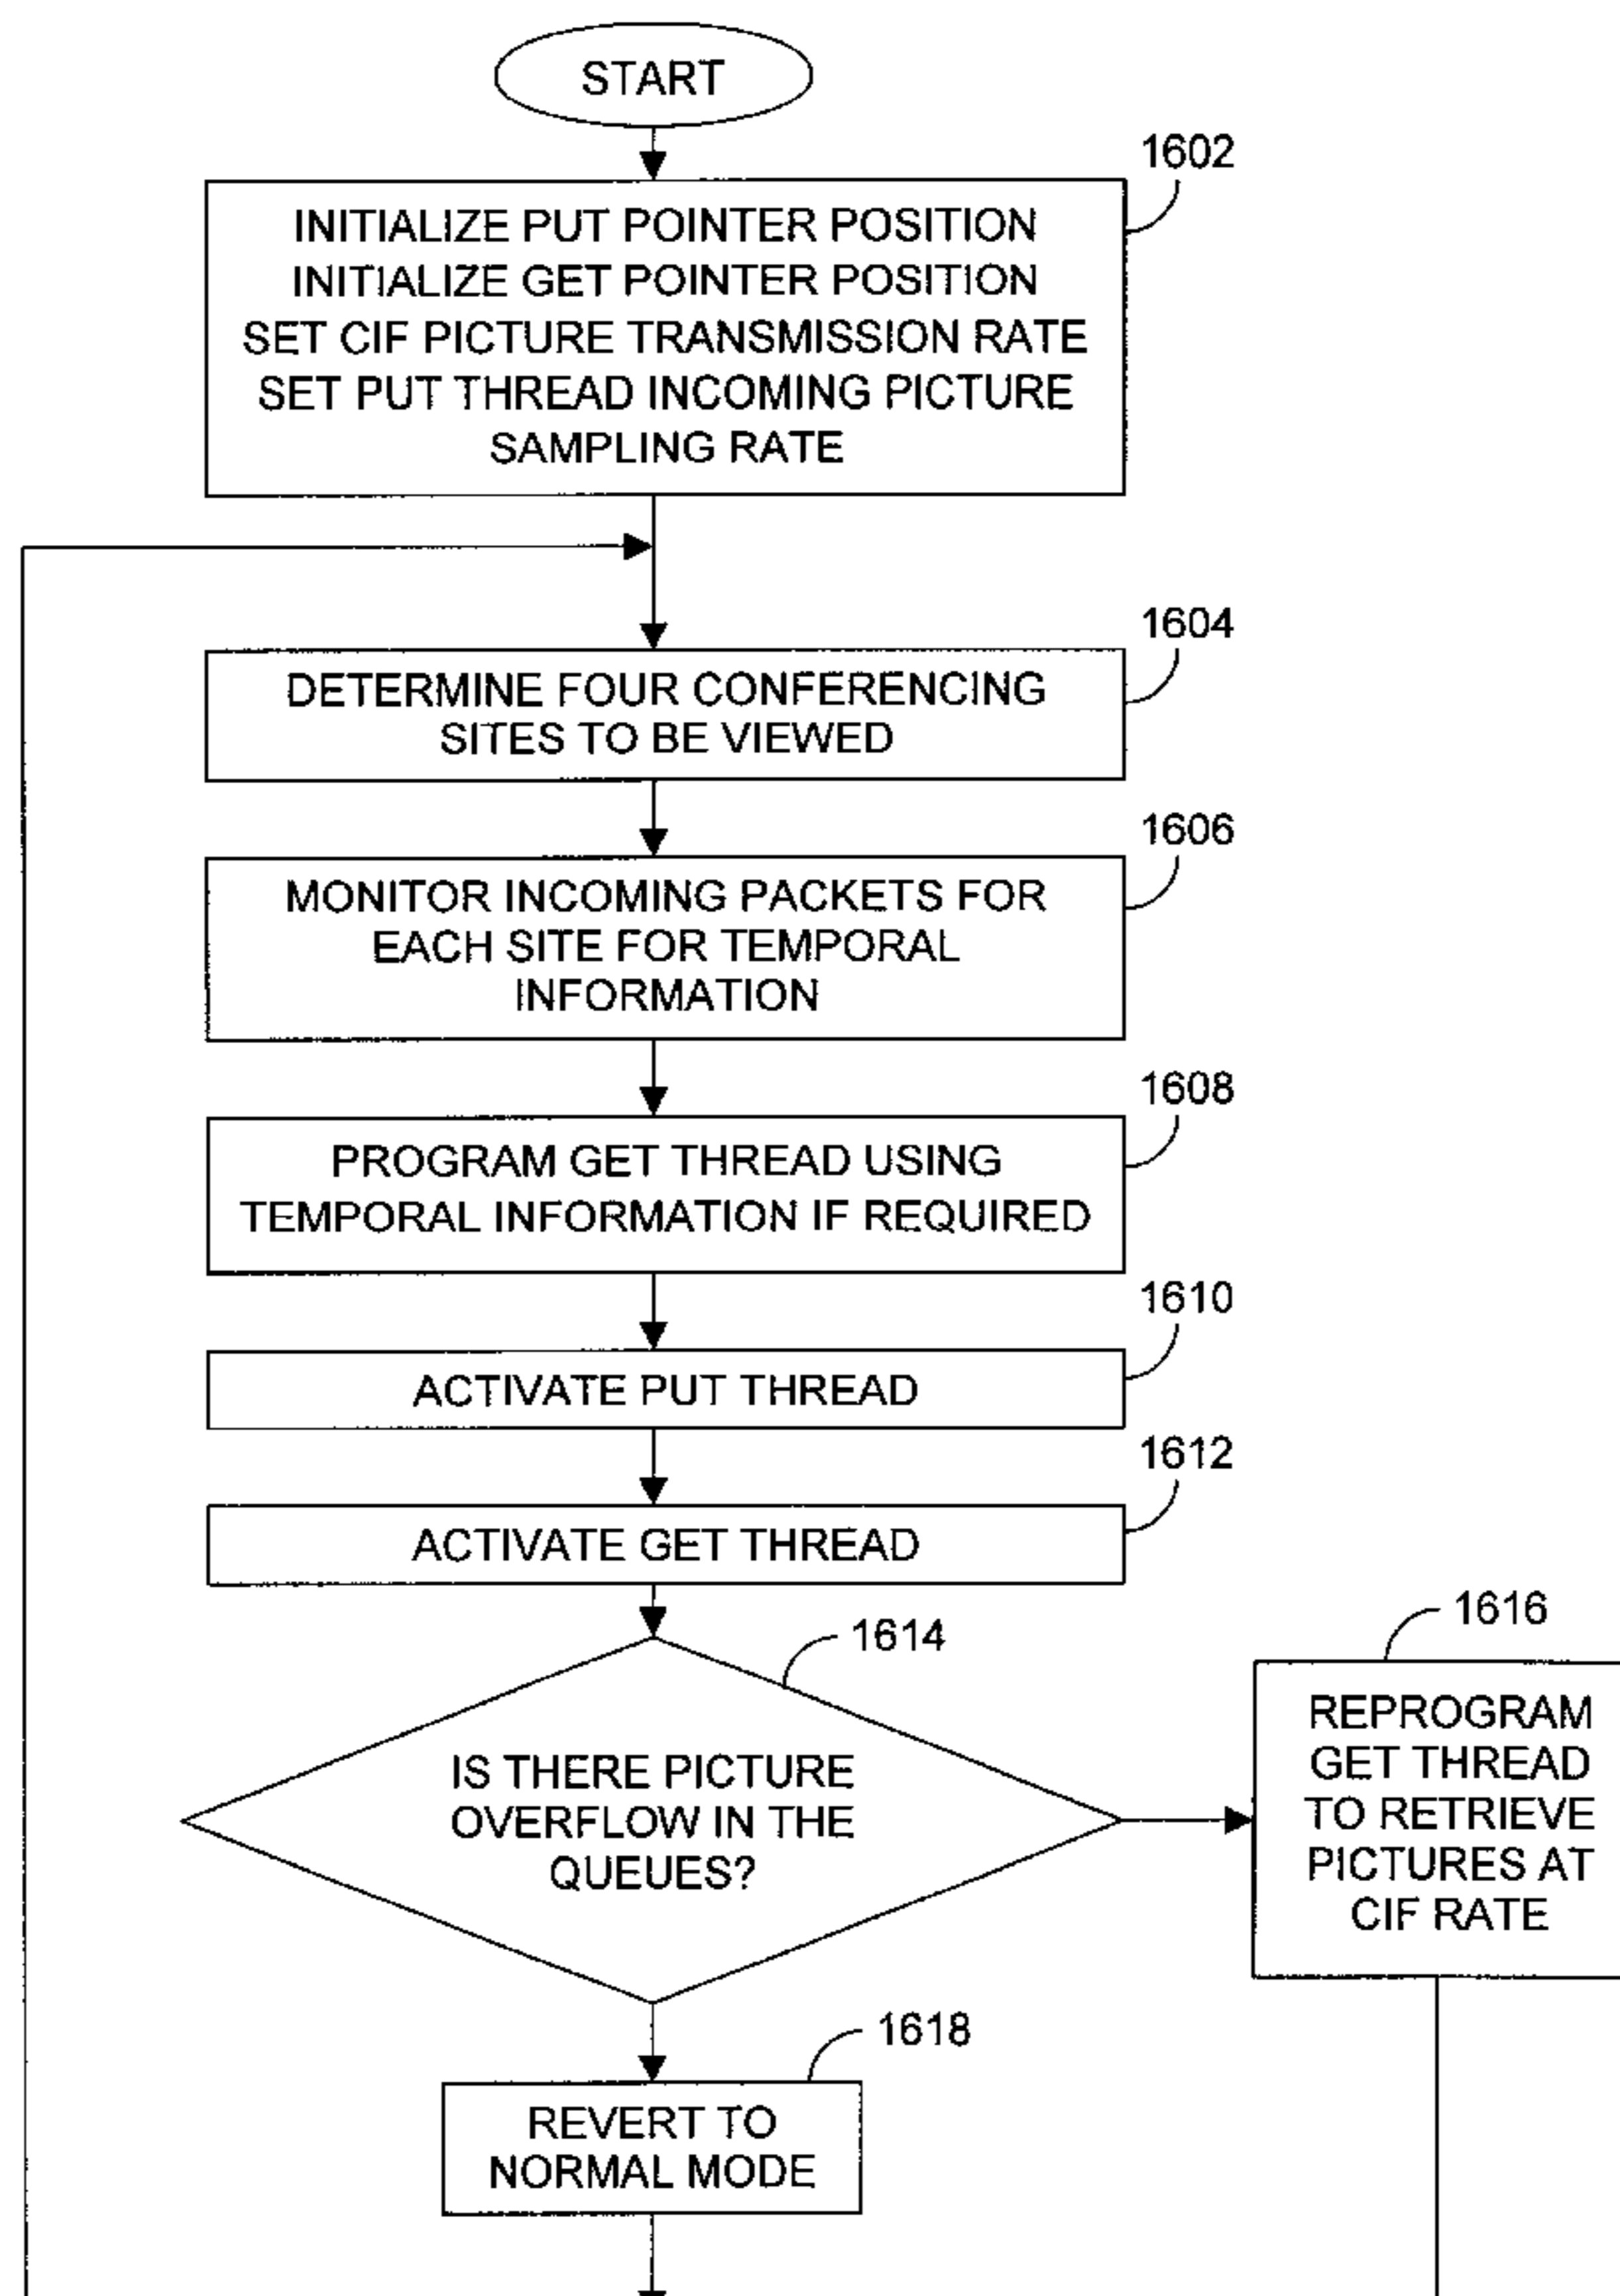 START
1602
INITIALIZE PUT POINTER POSITION
INITIALIZE GET POINTER POSITION
SET CIF PICTURE TRANSMISSION RATE
SET PUT THREAD INCOMING PICTURE
SAMPLING RATE
1604
DETERMINE FOUR CONFERENCING
SITES TO BE VIEWED
1606
MONITOR INCOMING PACKETS FOR
EACH SITE FOR TEMPORAL
INFORMATION
1608
PROGRAM GET THREAD USING
TEMPORAL INFORMATION IF REQUIRED
1610
ACTIVATE PUT THREAD
1612
ACTIVATE GET THREAD
1614
IS THERE PICTURE
OVERFLOW IN THE
QUEUES?
1616
REPROGRAM
GET THREAD
TO RETRIEVE
PICTURES AT
CIF RATE
1618
REVERT TO
NORMAL MODE